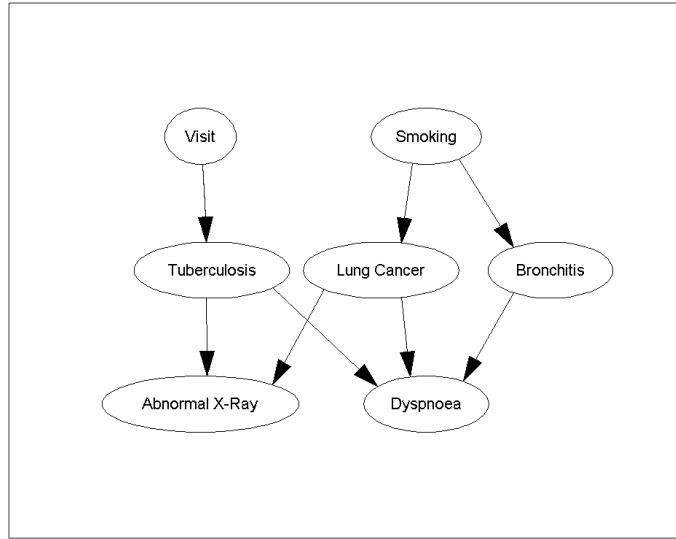 Visit
Smoking
Tuberculosis
Lung Cancer
Bronchitis
Abnormal X-Ray
Dyspnoea